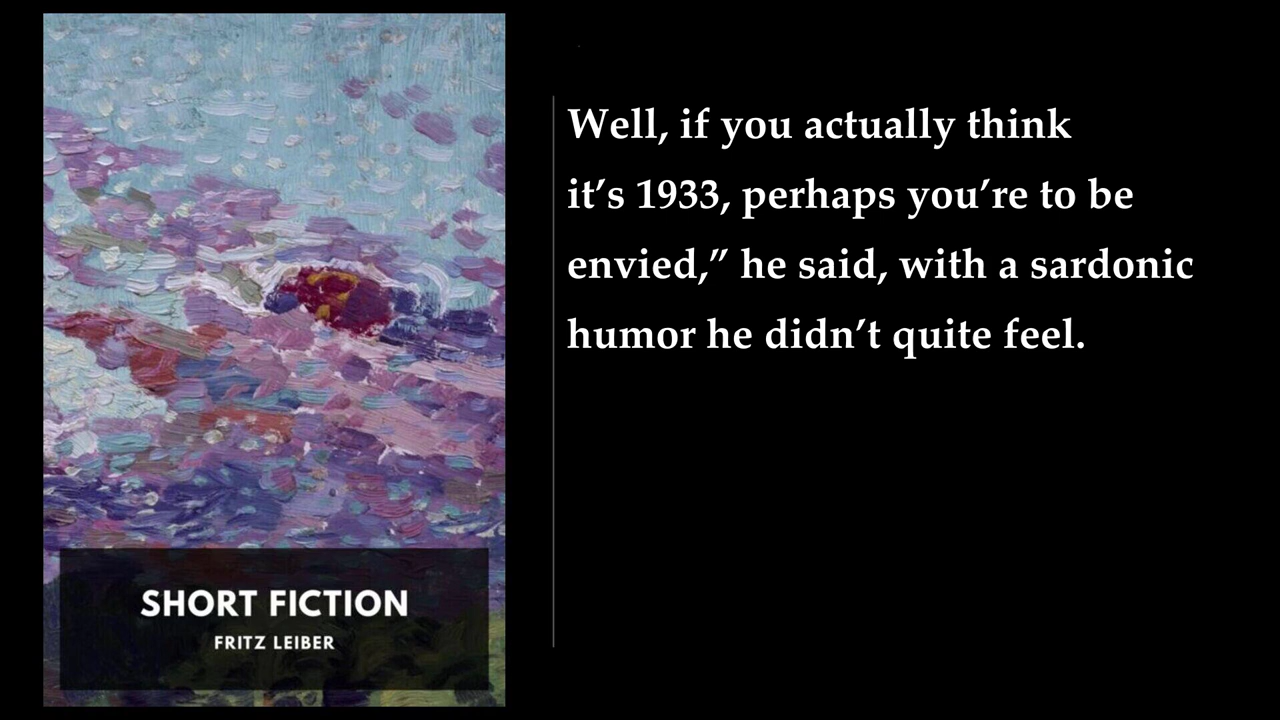 Well, if you actually think
it’s 1933, perhaps you’re to be
envied,” he said, with a sardonic
humor he didn’t quite feel.
SHORT FICTION
FRITZ LEIBER